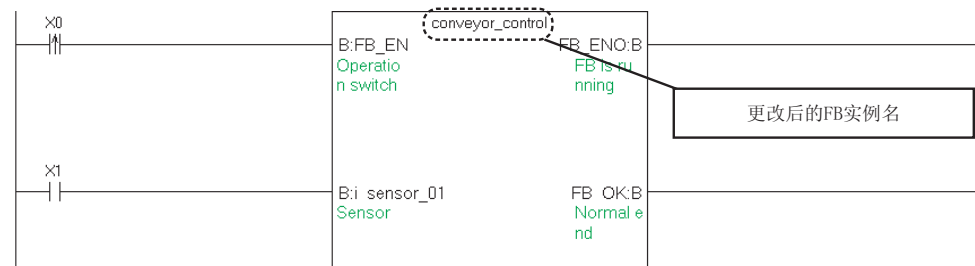 X0
conveyor_control
B:FB_EN
FB_ENO:B
Operatio
n switch
FB is ru
nning
更改后的FB实例名
X1
B:i_sensor_01
FB_OK:B
Sensor
Normal e
nd